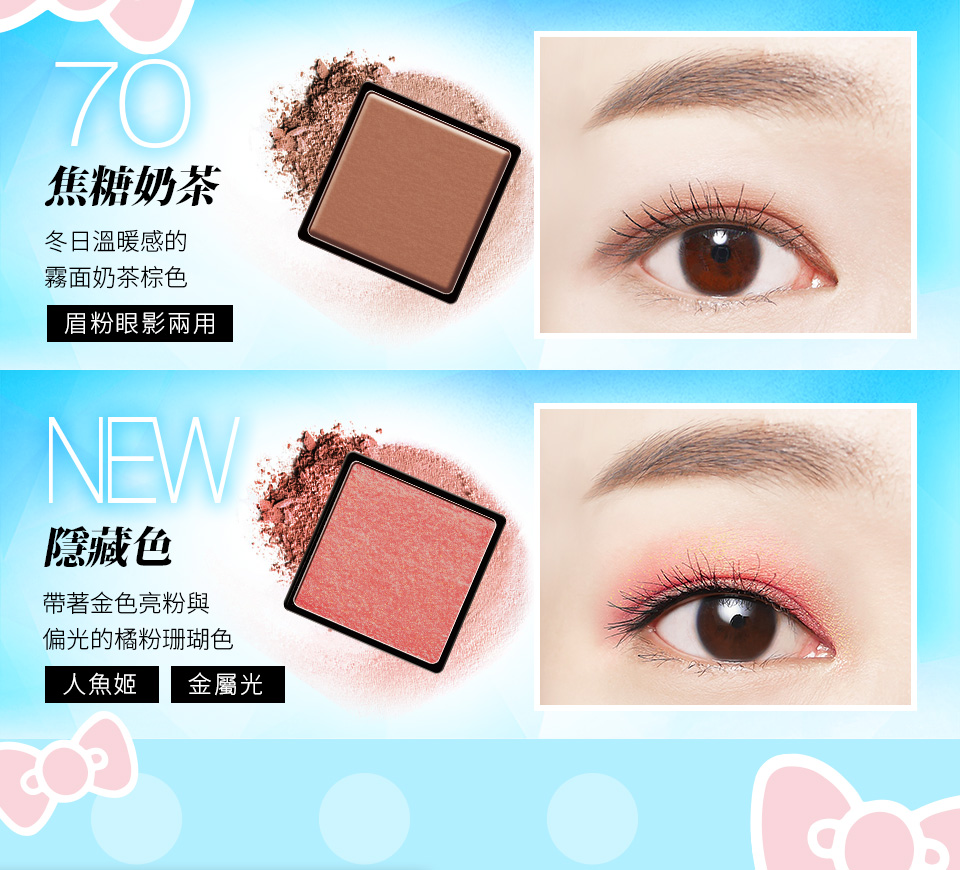 70
焦糖奶茶
冬日溫暖感的
霧面奶茶棕色
眉粉眼影兩用
NEW
隱藏色
帶著金色亮粉與
偏光的橘粉珊瑚色
人魚姬 金屬光